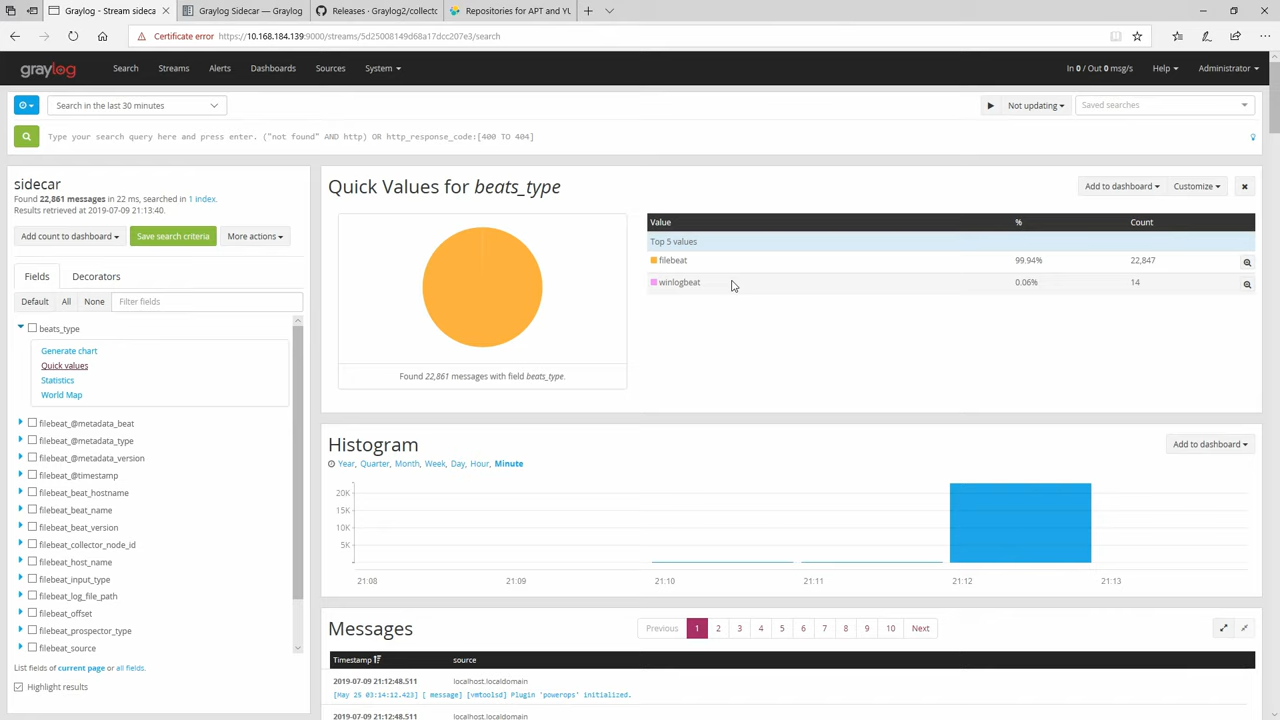 Graylog - Stream sideca
Graylog Sidecar — Graylog
Releases · Graylog2/collecto
Repositories for APT and YU
Certificate error
https://10.168.184.139:9000/streams/5d25008149d68a17dcc207e3/search
graylog
Search
Streams
Alerts
Dashboards
Sources
System
In 0 / Out 0 msg/s
Help
Administrator
Search in the last 30 minutes
Not updating
Saved searches
Type your search query here and press enter. ("not found" AND http) OR http_response_code:[400 TO 404]
sidecar
Found 22,861 messages in 22 ms, searched in 1 index.
Results retrieved at 2019-07-09 21:13:40.
Add count to dashboard
Save search criteria
More actions
Fields
Decorators
Default
All
None
Filter fields
beats_type
Generate chart
Quick values
Statistics
World Map
filebeat_@metadata_beat
filebeat_@metadata_type
filebeat_@metadata_version
filebeat_@timestamp
filebeat_beat_hostname
filebeat_beat_name
filebeat_beat_version
filebeat_collector_node_id
filebeat_host_name
filebeat_input_type
filebeat_log_file_path
filebeat_offset
filebeat_prospector_type
filebeat_source
List fields of current page or all fields.
Highlight results
Quick Values for beats_type
Add to dashboard
Customize
Value % Count
Top 5 values
filebeat 99.94% 22,847
winlogbeat 0.06% 14
Found 22,861 messages with field beats_type.
Histogram
Add to dashboard
Year, Quarter, Month, Week, Day, Hour, Minute
20K
15K
10K
5K
21:08 21:09 21:10 21:11 21:12 21:13
Messages
Previous 1 2 3 4 5 6 7 8 9 10 Next
Timestamp source
2019-07-09 21:12:48.511 localhost.localdomain
[May 25 03:14:12.423] [ message] [vmtoolsd] Plugin 'powerops' initialized.
2019-07-09 21:12:48.511 localhost.localdomain